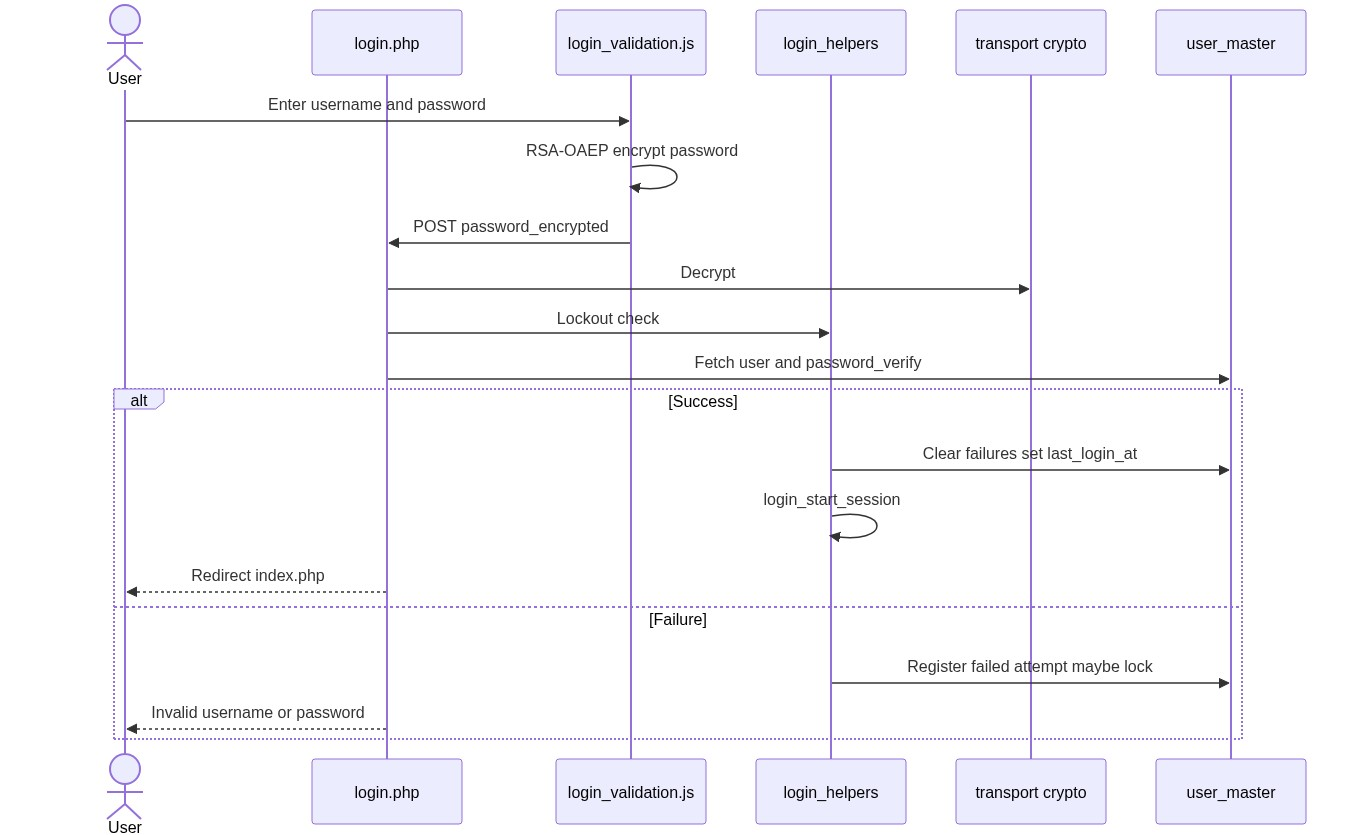 User
login.php
login_validation.js
login_helpers
transport crypto
user_master
Enter username and password
RSA-OAEP encrypt password
POST password_encrypted
Decrypt
Lockout check
Fetch user and password_verify
alt
[Success]
Clear failures set last_login_at
login_start_session
Redirect index.php
[Failure]
Register failed attempt maybe lock
Invalid username or password
User
login.php
login_validation.js
login_helpers
transport crypto
user_master